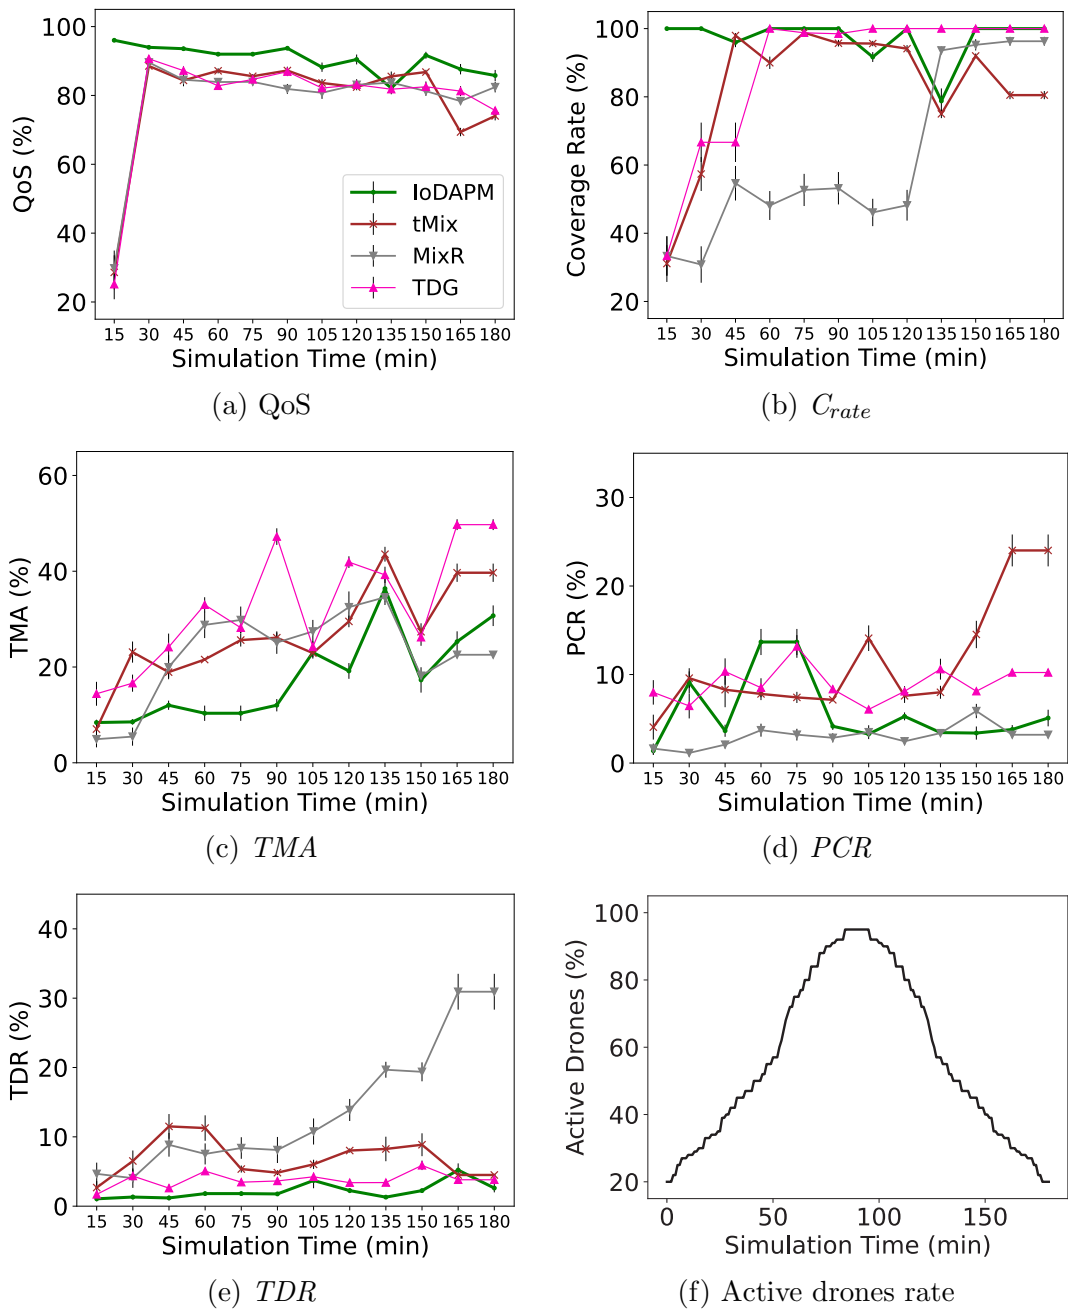 100
80
60
40
20
QoS (%)
IoDAPM
tMix
MixR
TDG
15 30 45 60 75 90 105 120 135 150 165 180
Simulation Time (min)
(a) QoS
100
80
60
40
20
Coverage Rate (%)
15 30 45 60 75 90 105 120 135 150 165 180
Simulation Time (min)
(b) C_rate
60
40
20
0
TMA (%)
15 30 45 60 75 90 105 120 135 150 165 180
Simulation Time (min)
(c) TMA
30
20
10
0
PCR (%)
15 30 45 60 75 90 105 120 135 150 165 180
Simulation Time (min)
(d) PCR
40
30
20
10
0
TDR (%)
15 30 45 60 75 90 105 120 135 150 165 180
Simulation Time (min)
(e) TDR
100
80
60
40
20
Active Drones (%)
0 50 100 150
Simulation Time (min)
(f) Active drones rate